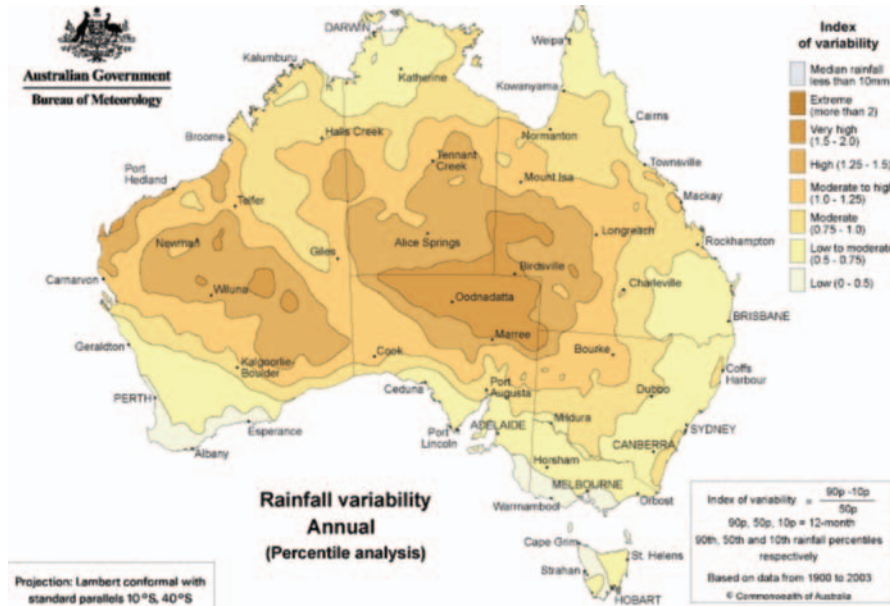 Australian Government
Bureau of Meteorology
DARWIN
Kalumburu
Katherine
Weipa
Kowanyama
Cairns
Broome
Halls Creek
Normanton
Port
Hedland
Tennant
Creek
Townsville
Mount Isa
Mackay
Telfer
Newman
Giles
Alice Springs
Longreach
Rockhampton
Carnarvon
Wiluna
Birdsville
Oodnadatta
Charleville
BRISBANE
Geraldton
Marree
Cook
Bourke
Kalgoorlie-
Boulder
Coffs
Harbour
PERTH
Ceduna
Port
Augusta
Dubbo
Esperance
Port
Lincoln
ADELAIDE
Mildura
SYDNEY
Albany
CANBERRA
Horsham
MELBOURNE
Warrnambool
Orbost
Cape Grim
St. Helens
Strahan
HOBART
Index
of variability
Median rainfall
less than 10mm
Extreme
(more than 2)
Very high
(1.5 - 2.0)
High (1.25 - 1.5)
Moderate to high
(1.0 - 1.25)
Moderate
(0.75 - 1.0)
Low to moderate
(0.5 - 0.75)
Low (0 - 0.5)
Rainfall variability
Annual
(Percentile analysis)
Index of variability = 90p -10p
50p
90p, 50p, 10p = 12-month
90th, 50th and 10th rainfall percentiles
respectively
Based on data from 1900 to 2003
© Commonwealth of Australia
Projection: Lambert conformal with
standard parallels 10°S, 40°S